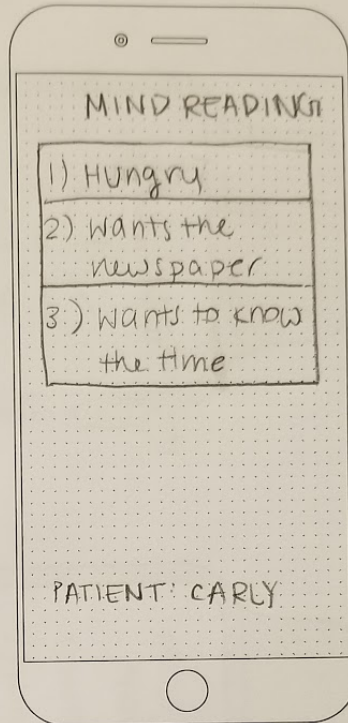 MIND READING
1) Hungry
2) wants the
newspaper
3) wants to know
the time
PATIENT: CARLY